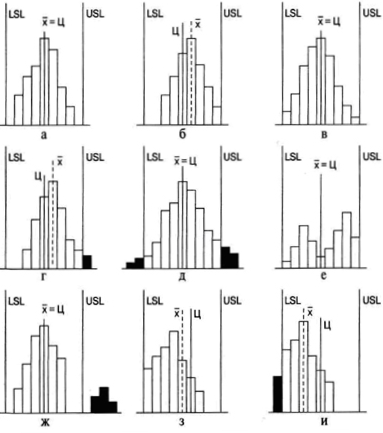 LSL x̄ = Ц USL
а
LSL Ц x̄ USL
б
LSL x̄ = Ц USL
в
LSL Ц x̄ USL
г
LSL x̄ = Ц USL
д
LSL x̄ = Ц USL
е
LSL x̄ = Ц USL
ж
LSL x̄ Ц USL
з
LSL x̄ Ц USL
и